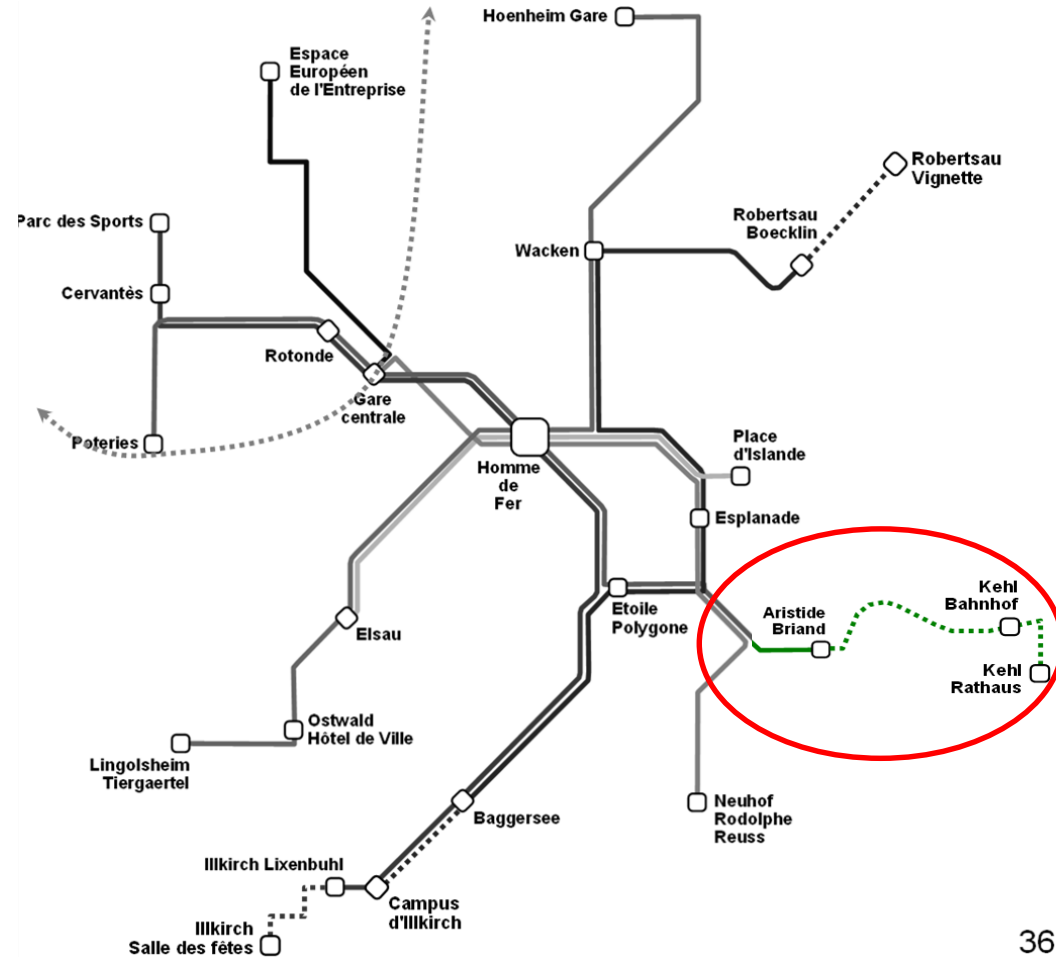 Hoenheim Gare
Espace
Européen
de l'Entreprise
Robertsau
Vignette
Parc des Sports
Robertsau
Boecklin
Wacken
Cervantès
Rotonde
Gare
centrale
Poteries
Place
d'Islande
Homme
de
Fer
Esplanade
Kehl
Bahnhof
Etoile
Polygone
Aristide
Briand
Elsau
Kehl
Rathaus
Ostwald
Hôtel de Ville
Lingolsheim
Tiergaertel
Neuhof
Rodolphe
Reuss
Baggersee
Illkirch Lixenbuhl
Campus
d'Illkirch
Illkirch
Salle des fêtes
36